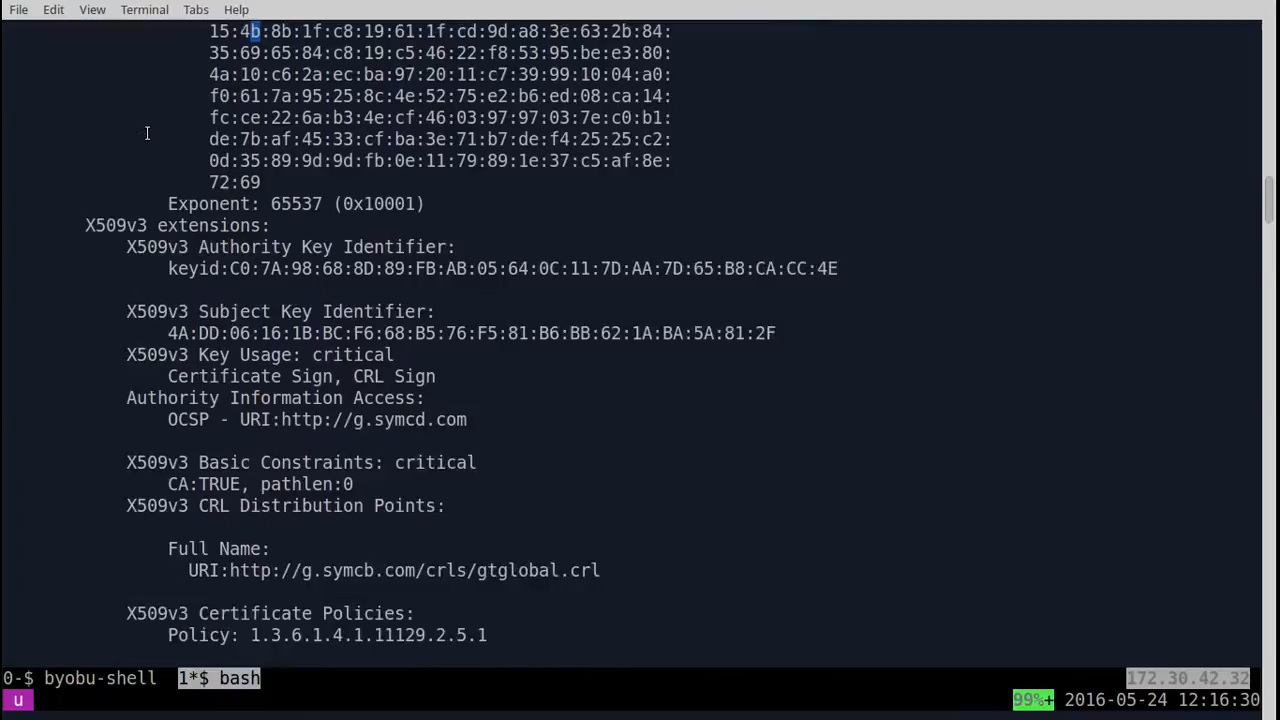 File Edit View Terminal Tabs Help
15:4b:8b:1f:c8:19:61:1f:cd:9d:a8:3e:63:2b:84:
35:69:65:84:c8:19:c5:46:22:f8:53:95:be:e3:80:
4a:10:c6:2a:ec:ba:97:20:11:c7:39:99:10:04:a0:
f0:61:7a:95:25:8c:4e:52:75:e2:b6:ed:08:ca:14:
fc:ce:22:6a:b3:4e:cf:46:03:97:97:03:7e:c0:b1:
de:7b:af:45:33:cf:ba:3e:71:b7:de:f4:25:25:c2:
0d:35:89:9d:9d:fb:0e:11:79:89:1e:37:c5:af:8e:
72:69
Exponent: 65537 (0x10001)
X509v3 extensions:
X509v3 Authority Key Identifier:
keyid:C0:7A:98:68:8D:89:FB:AB:05:64:0C:11:7D:AA:7D:65:B8:CA:CC:4E
X509v3 Subject Key Identifier:
4A:DD:06:16:1B:BC:F6:68:B5:76:F5:81:B6:BB:62:1A:BA:5A:81:2F
X509v3 Key Usage: critical
Certificate Sign, CRL Sign
Authority Information Access:
OCSP - URI:http://g.symcd.com
X509v3 Basic Constraints: critical
CA:TRUE, pathlen:0
X509v3 CRL Distribution Points:
Full Name:
URI:http://g.symcb.com/crls/gtglobal.crl
X509v3 Certificate Policies:
Policy: 1.3.6.1.4.1.11129.2.5.1
0-$ byobu-shell 1*$ bash 172.30.42.32
u 99%+ 2016-05-24 12:16:30